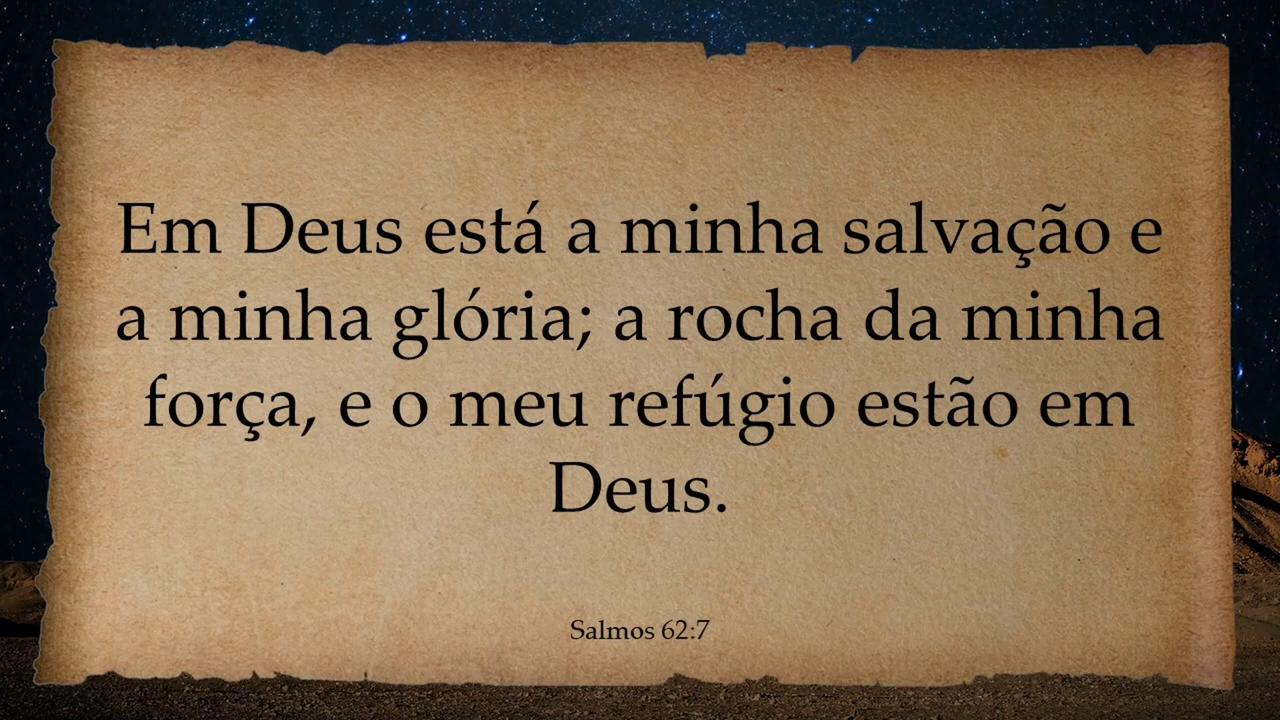 Em Deus está a minha salvação e
a minha glória; a rocha da minha
força, e o meu refúgio estão em
Deus.
Salmos 62:7